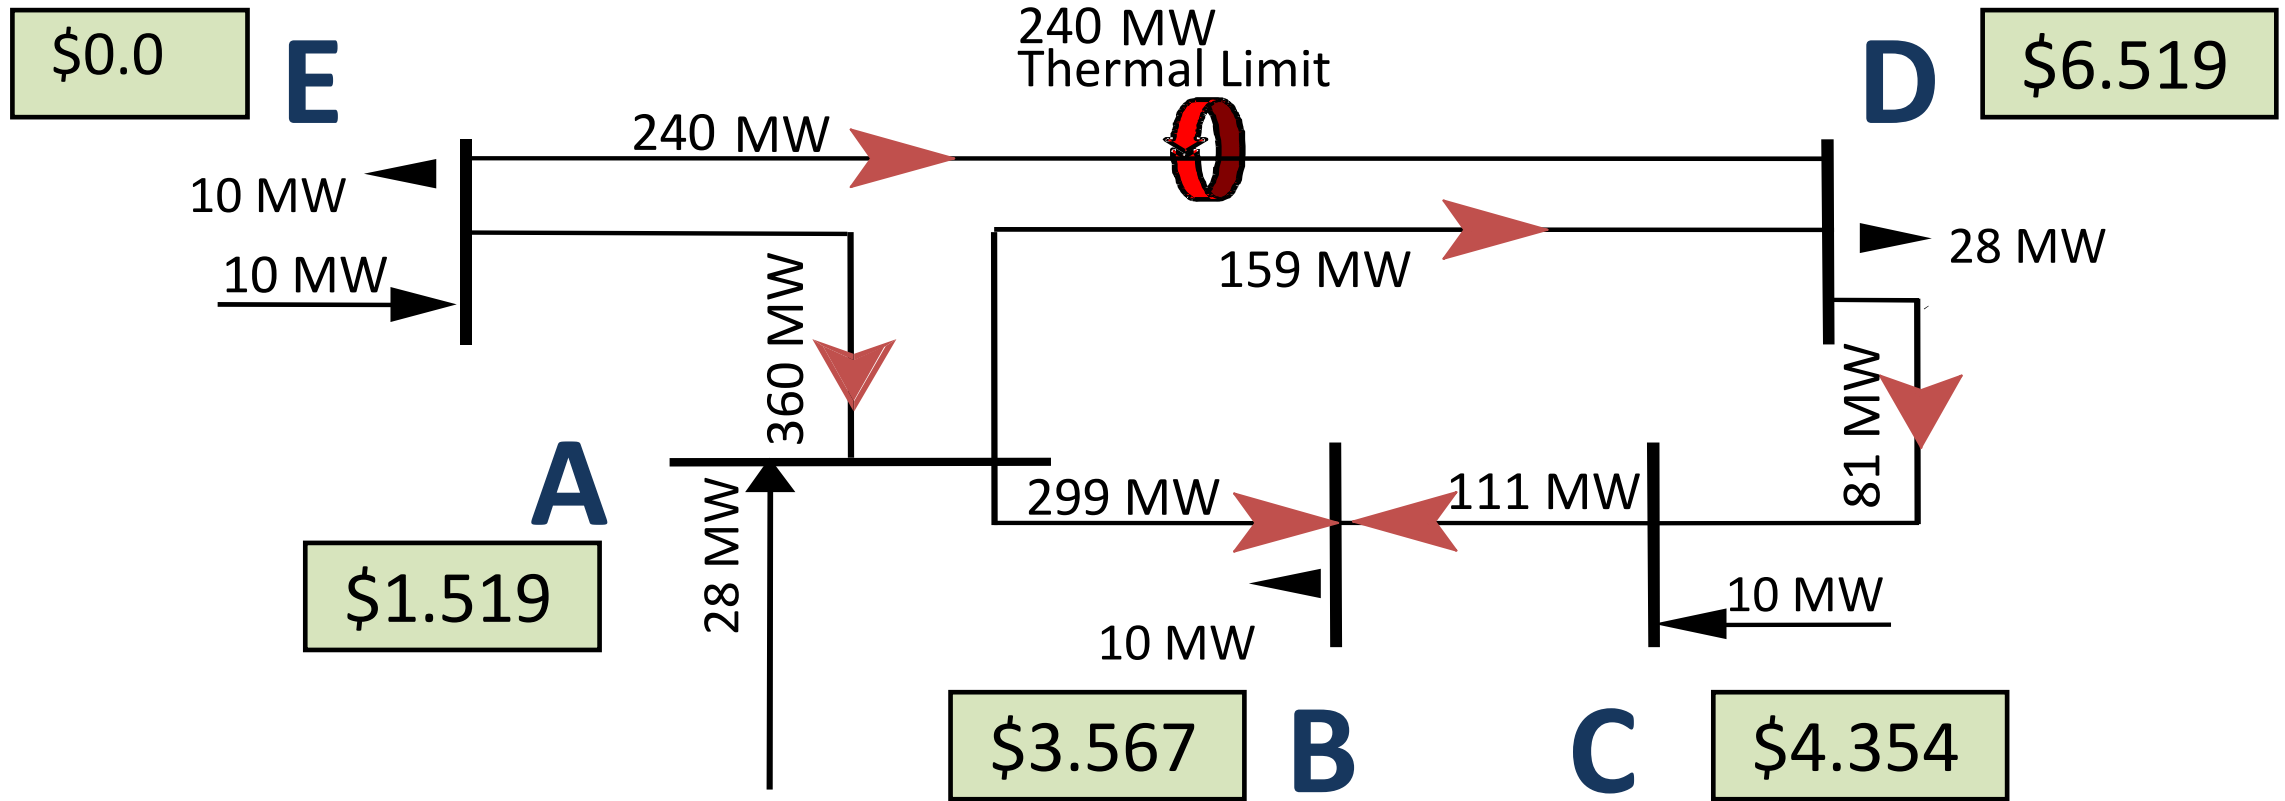 $0.0
E
240 MW
Thermal Limit
D
$6.519
240 MW
10 MW
10 MW
159 MW
28 MW
360 MW
81 MW
A
299 MW
111 MW
28 MW
$1.519
10 MW
10 MW
$3.567
B
C
$4.354